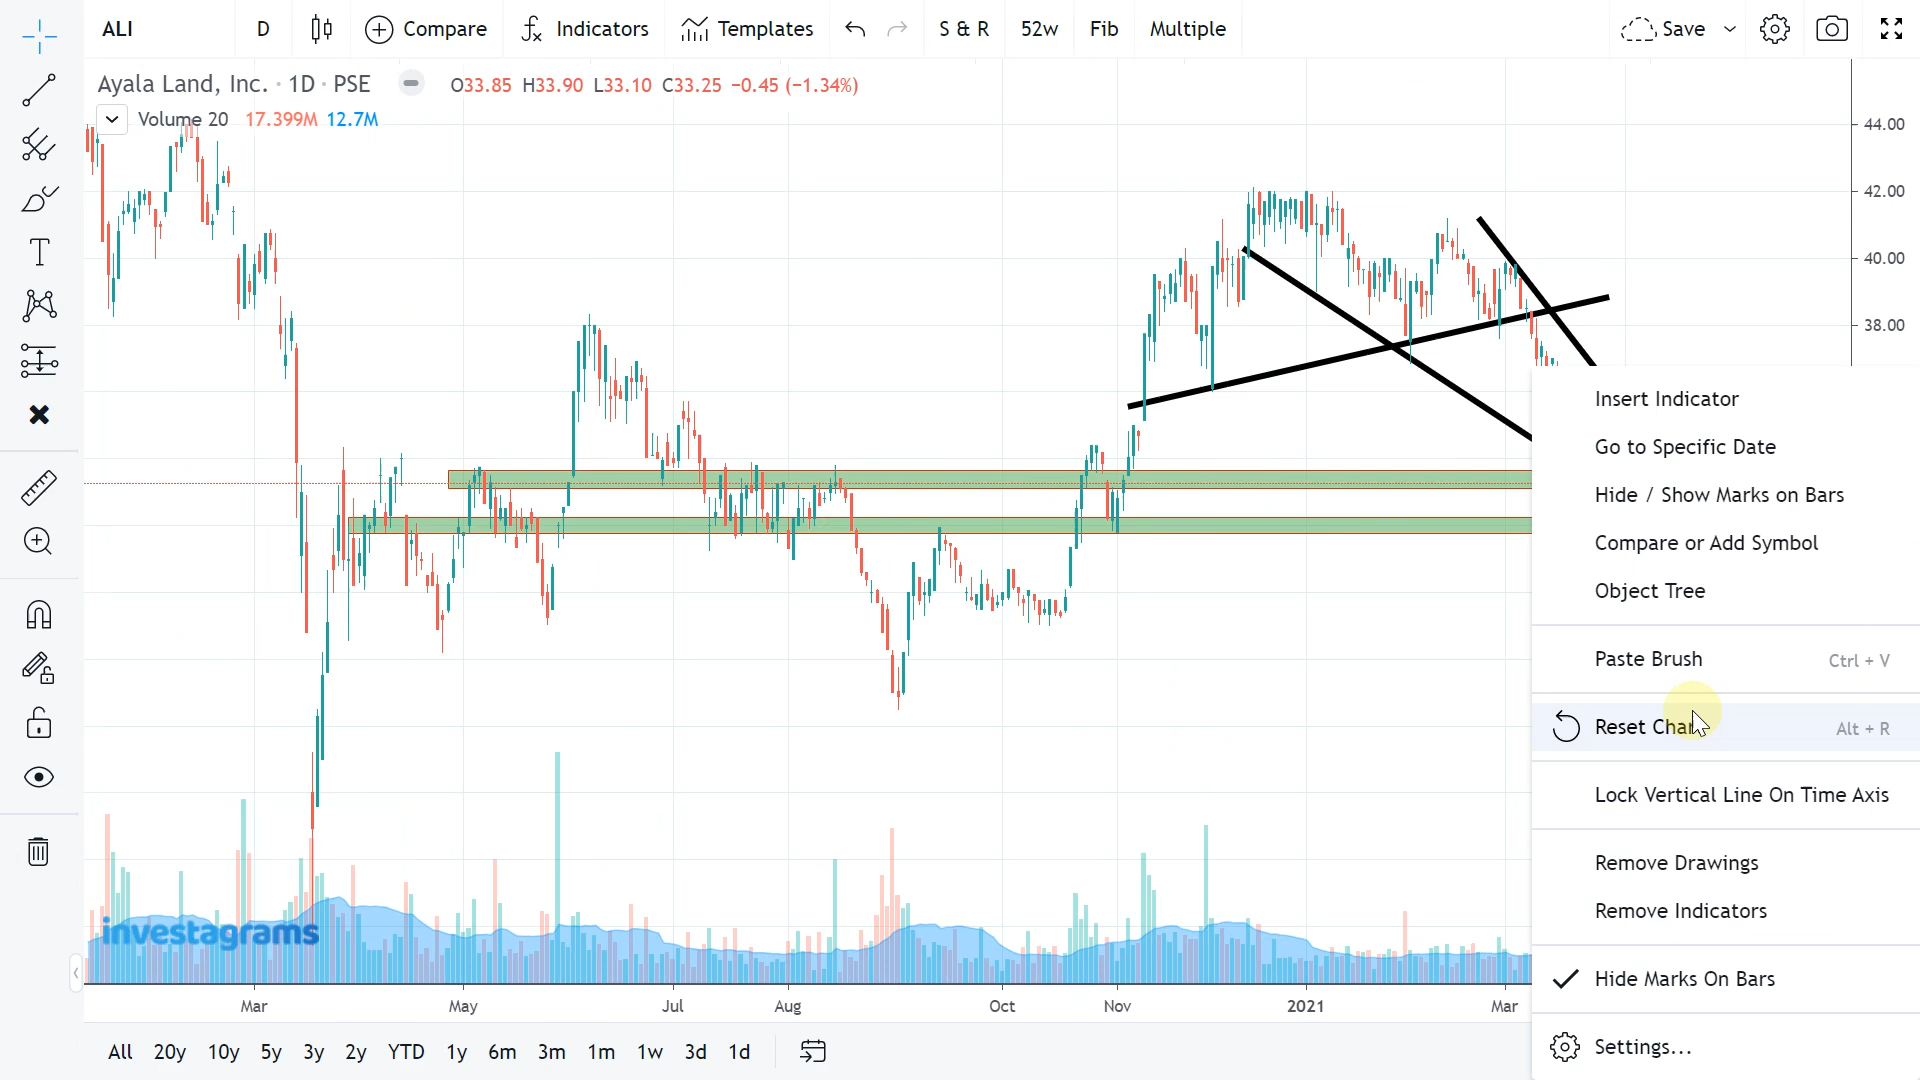 ALI
D
Compare
Indicators
Templates
S & R
52w
Fib
Multiple
Save
Ayala Land, Inc. · 1D · PSE
O33.85 H33.90 L33.10 C33.25 −0.45 (−1.34%)
Volume 20 17.399M 12.7M
44.00
42.00
40.00
38.00
Insert Indicator
Go to Specific Date
Hide / Show Marks on Bars
Compare or Add Symbol
Object Tree
Paste Brush Ctrl + V
Reset Chart Alt + R
Lock Vertical Line On Time Axis
Remove Drawings
Remove Indicators
Hide Marks On Bars
Settings...
investagrams
Mar May Jul Aug Oct Nov 2021 Mar
All 20y 10y 5y 3y 2y YTD 1y 6m 3m 1m 1w 3d 1d